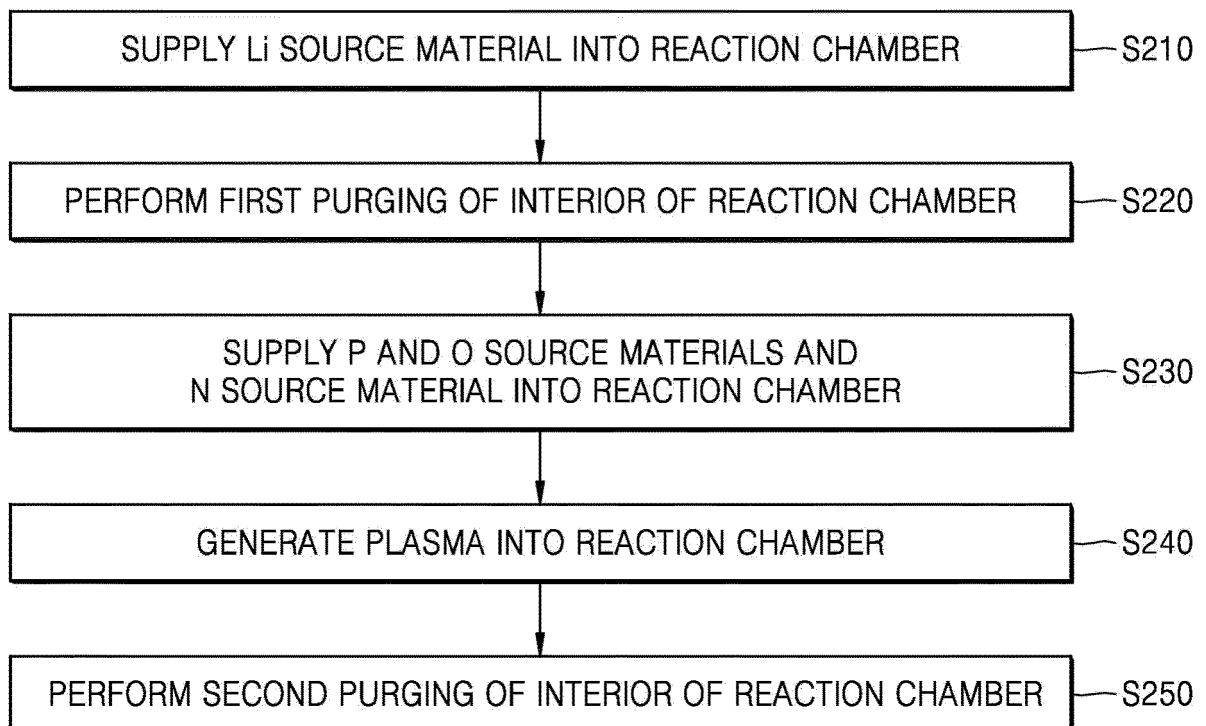 SUPPLY Li SOURCE MATERIAL INTO REACTION CHAMBER S210
PERFORM FIRST PURGING OF INTERIOR OF REACTION CHAMBER S220
SUPPLY P AND O SOURCE MATERIALS AND
N SOURCE MATERIAL INTO REACTION CHAMBER S230
GENERATE PLASMA INTO REACTION CHAMBER S240
PERFORM SECOND PURGING OF INTERIOR OF REACTION CHAMBER S250